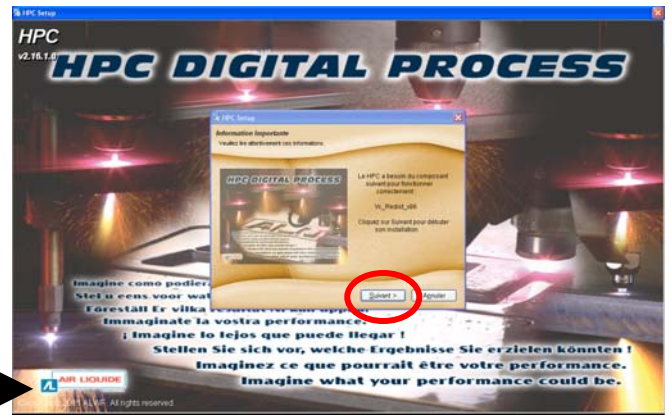 HPC Setup
HPC
v2.16.1.0
HPC DIGITAL PROCESS
HPC Setup
Information importante
Veuillez lire attentivement ces informations.
HPC DIGITAL PROCESS
Le HPC a besoin du composant
suivant pour fonctionner
correctement :
Vc_Redist_x86
Cliquez sur Suivant pour débuter
son installation.
Suivant >
Annuler
Imagine como podier
Stel u eens voor wat
Föreställ Er vilka
Immaginate la vostra performance.
¡ Imagine lo lejos que puede llegar !
Stellen Sie sich vor, welche Ergebnisse Sie erzielen könnten !
Imaginez ce que pourrait être votre performance.
Imagine what your performance could be.
AIR LIQUIDE
All rights reserved.